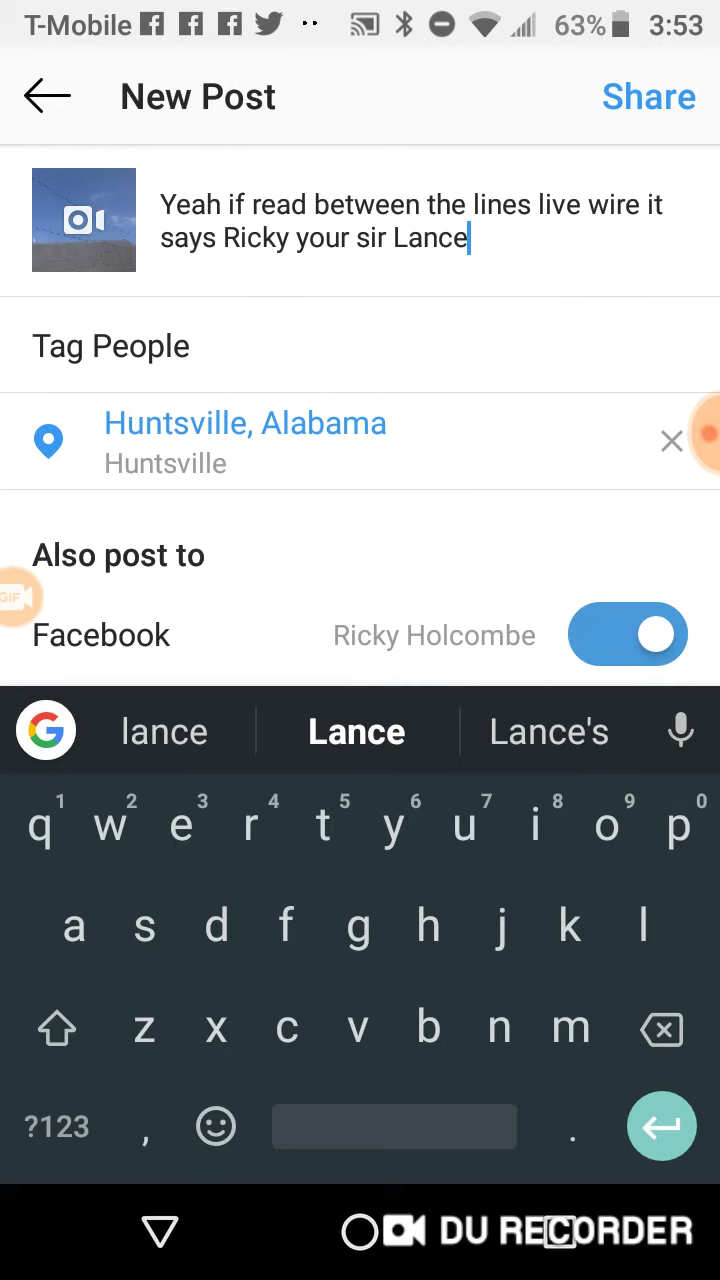 T-Mobile 63% 3:53
New Post Share
Yeah if read between the lines live wire it
says Ricky your sir Lance
Tag People
Huntsville, Alabama
Huntsville
Also post to
GIF
Facebook Ricky Holcombe
G lance Lance Lance's
1 2 3 4 5 6 7 8 9 0
q w e r t y u i o p
a s d f g h j k l
z x c v b n m
?123 , .
DU RECORDER